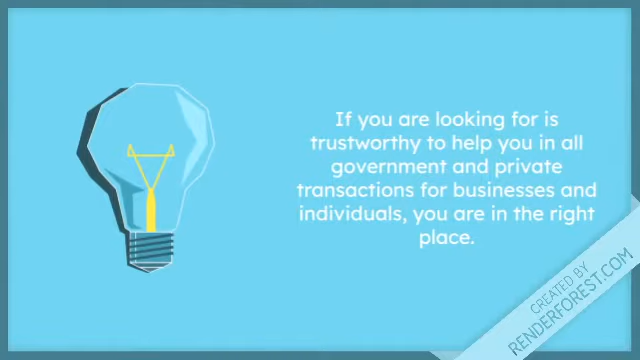 If you are looking for is
trustworthy to help you in all
government and private
transactions for businesses and
individuals, you are in the right
place.
CREATED BY
RENDERFOREST.COM